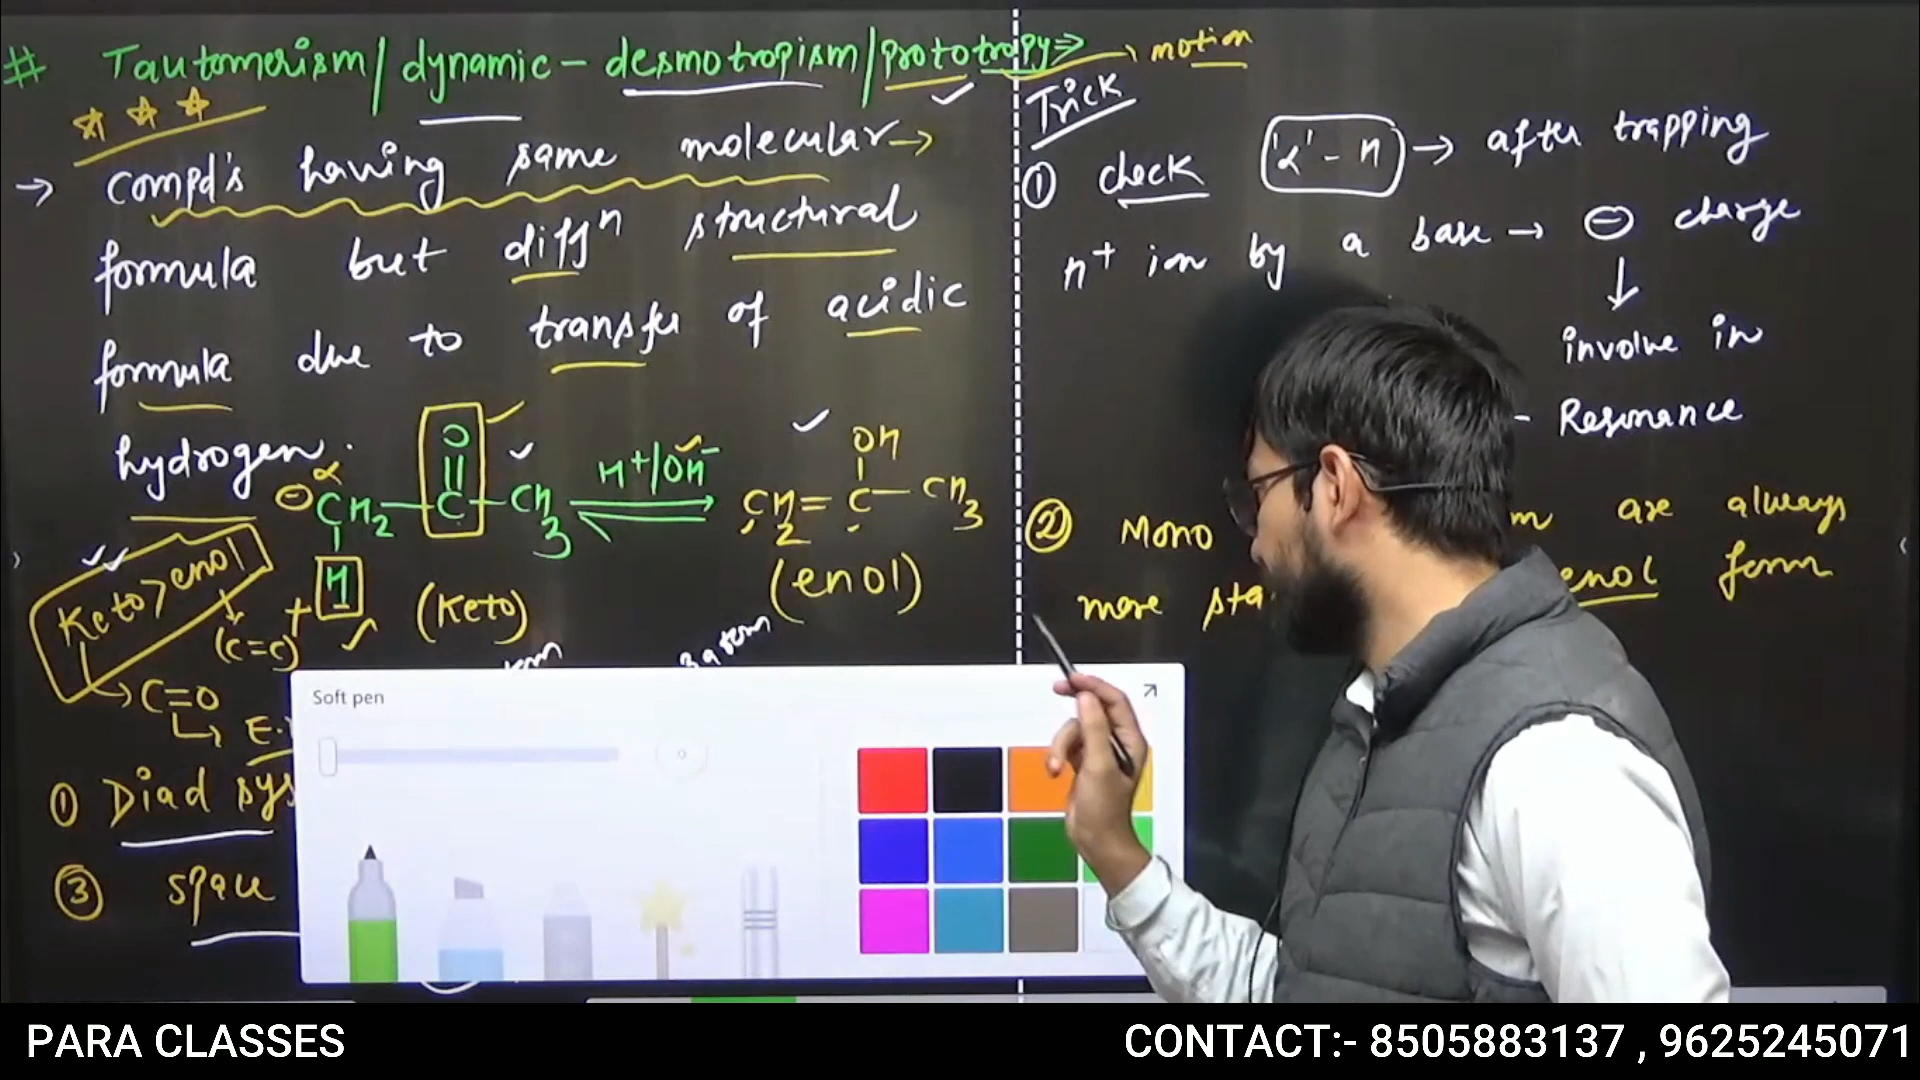 # Tautomerism/dynamic-desmotropism/prototropy⇒ → motion
→ Compd's having same molecular→
formula but diffn structural
formula due to transfer of acidic
hydrogen.
⊖ α
CH2—C—CH3
O
H
+
H+/OH-
OH
CH2=C—CH3
Keto>enol
(Keto)
(enol)
(C=C)
→C=O
① Diad sys
③ space
Trick
① check 'α'-H → after trapping
H+ ion by a base → ⊖ charge
↓
involve in
- Resonance
② Mono are always
more sta enol form
Soft pen
PARA CLASSES
CONTACT:- 8505883137 , 9625245071